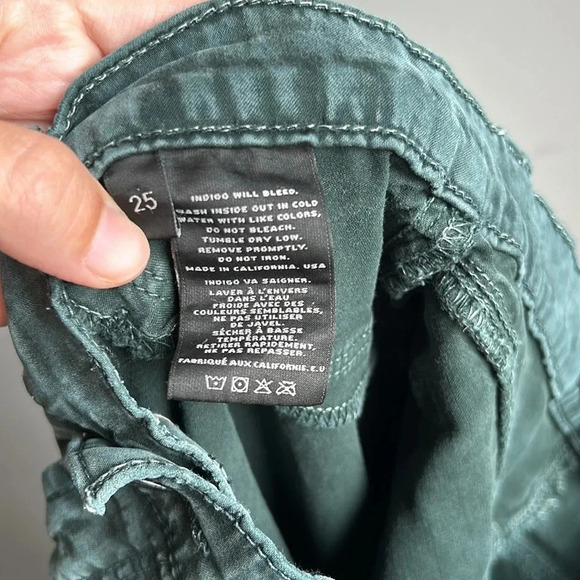 25
INDIGO WILL BLEED.
WASH INSIDE OUT IN COLD
WATER WITH LIKE COLORS,
DO NOT BLEACH.
TUMBLE DRY LOW.
REMOVE PROMPTLY.
DO NOT IRON.
MADE IN CALIFORNIA, USA
INDIGO VA SAIGNER.
LAVER À L'ENVERS
DANS L'EAU
FROIDE AVEC DES
COULEURS SEMBLABLES,
NE PAS UTILISER
DE JAVEL.
SÉCHER À BASSE
TEMPÉRATURE.
RETIRER RAPIDEMENT,
NE PAS REPASSER.
FABRIQUÉ AUX CALIFORNIE, E.U